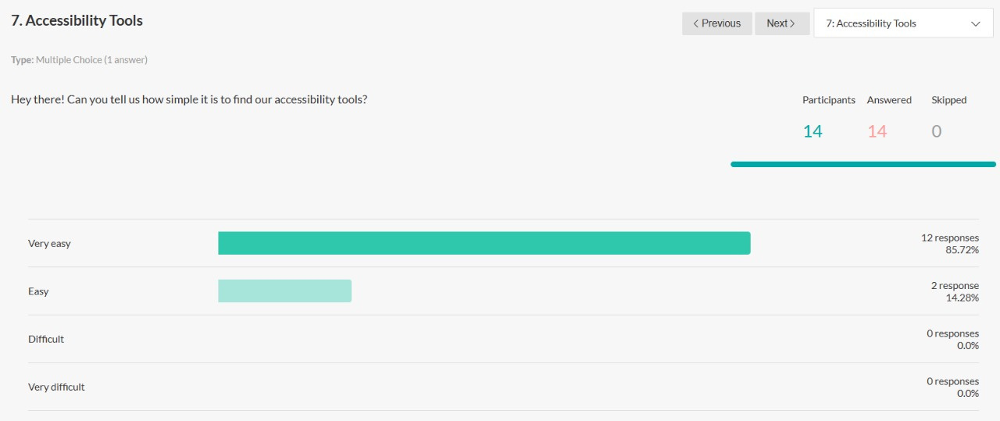 7. Accessibility Tools
Previous
Next
7: Accessibility Tools
Type: Multiple Choice (1 answer)
Hey there! Can you tell us how simple it is to find our accessibility tools?
Participants Answered Skipped
14 14 0
Very easy
12 responses
85.72%
Easy
2 response
14.28%
Difficult
0 responses
0.0%
Very difficult
0 responses
0.0%